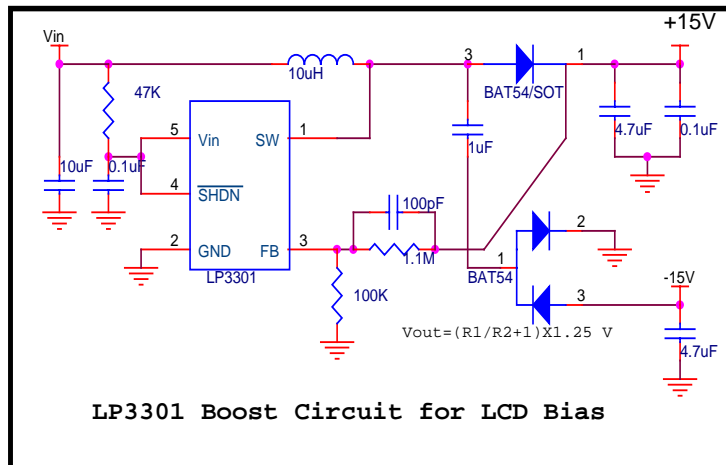 +15V
Vin
3
1
10uH
47K
BAT54/SOT
5
Vin
SW
1
4.7uF
0.1uF
1uF
10uF
0.1uF
4
SHDN
100pF
2
GND
FB
3
1.1M
1
2
BAT54
LP3301
-15V
3
100K
Vout=(R1/R2+1)X1.25 V
4.7uF
LP3301 Boost Circuit for LCD Bias